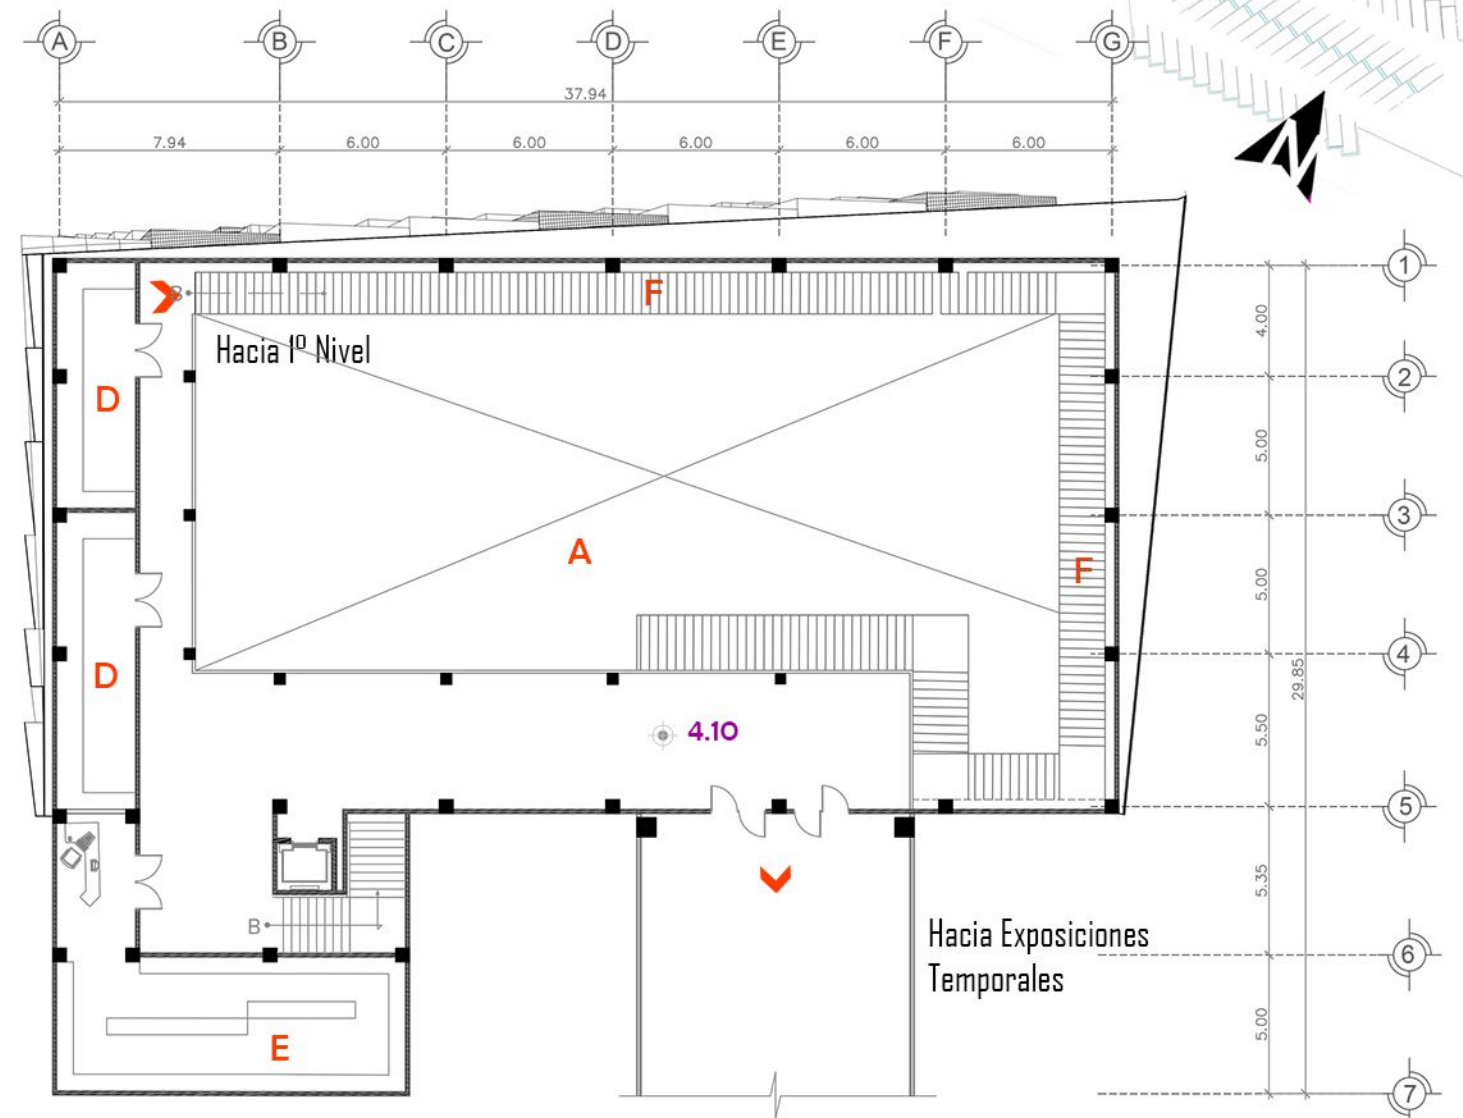 A B C D E F G
37.94
7.94 6.00 6.00 6.00 6.00 6.00
N
1
B F
4.00
Hacia 1º Nivel
2
D
5.00
3
A
F
5.00
4
D
29.85
4.10
5.50
5
5.35
B
Hacia Exposiciones
Temporales
6
5.00
E
7